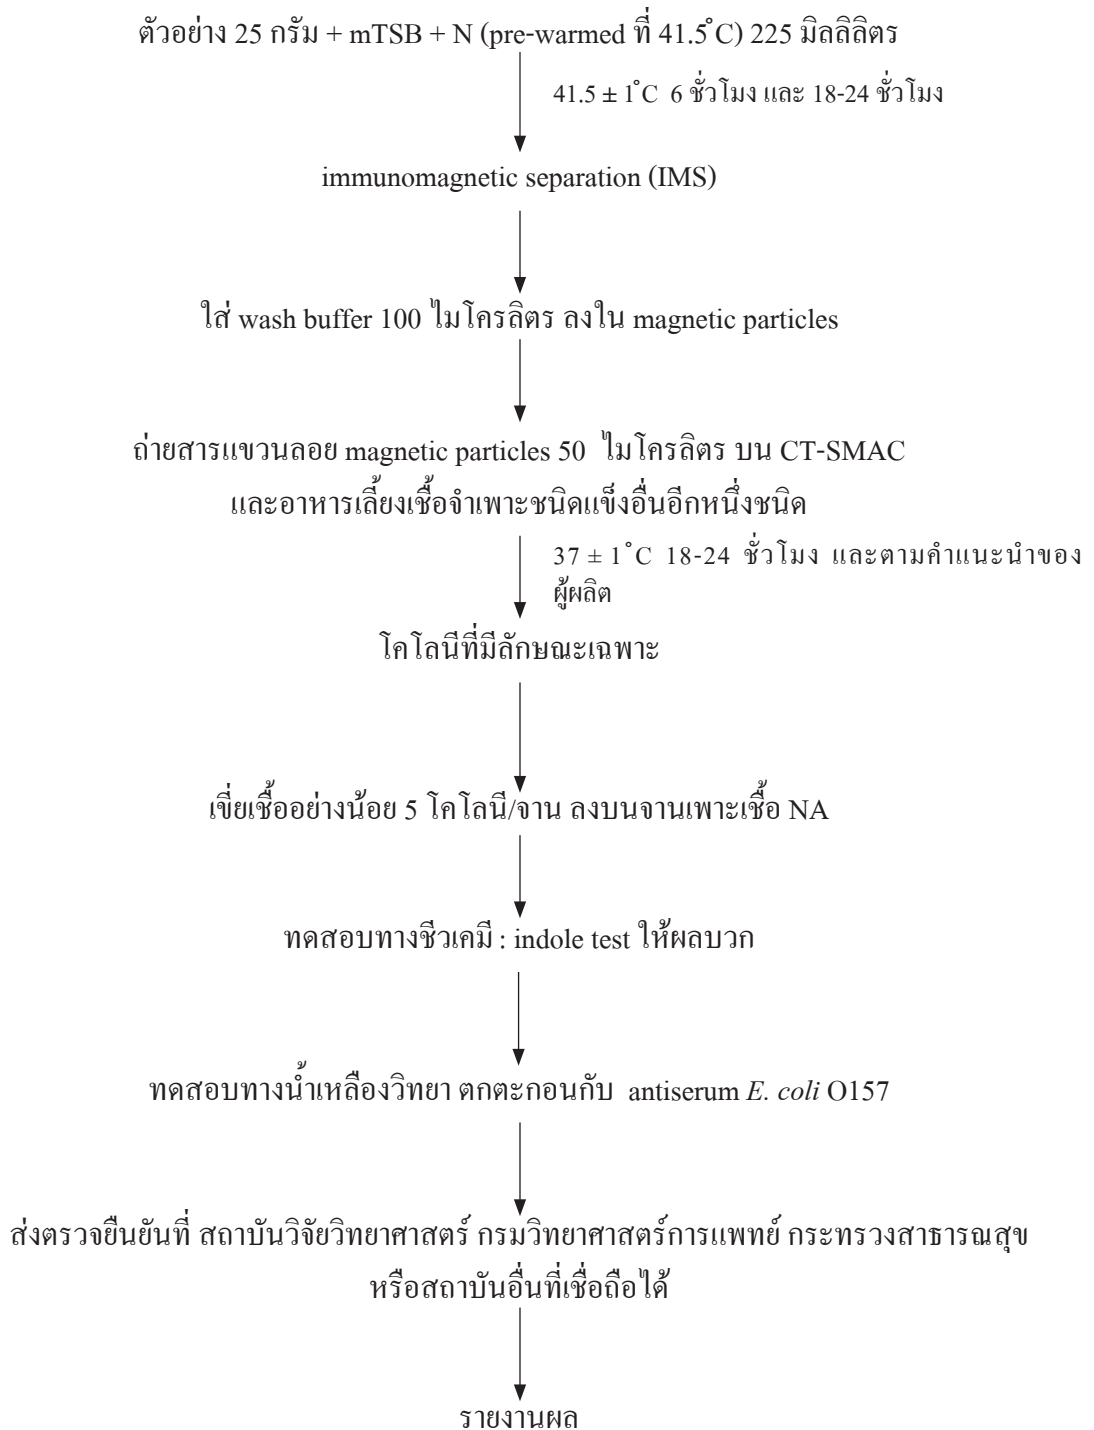 ตัวอย่าง 25 กรัม + mTSB + N (pre-warmed ที่ 41.5°C) 225 มิลลิลิตร
41.5 ± 1°C 6 ชั่วโมง และ 18-24 ชั่วโมง
immunomagnetic separation (IMS)
ใส่ wash buffer 100 ไมโครลิตร ลงใน magnetic particles
ถ่ายสารแขวนลอย magnetic particles 50 ไมโครลิตร บน CT-SMAC
และอาหารเลี้ยงเชื้อจำเพาะชนิดแข็งอื่นอีกหนึ่งชนิด
37 ± 1°C 18-24 ชั่วโมง และตามคำแนะนำของ
ผู้ผลิต
โคโลนีที่มีลักษณะเฉพาะ
เขี่ยเชื้ออย่างน้อย 5 โคโลนี/จาน ลงบนจานเพาะเชื้อ NA
ทดสอบทางชีวเคมี : indole test ให้ผลบวก
ทดสอบทางน้ำเหลืองวิทยา ตกตะกอนกับ antiserum E. coli O157
ส่งตรวจยืนยันที่ สถาบันวิจัยวิทยาศาสตร์ กรมวิทยาศาสตร์การแพทย์ กระทรวงสาธารณสุข
หรือสถาบันอื่นที่เชื่อถือได้
รายงานผล